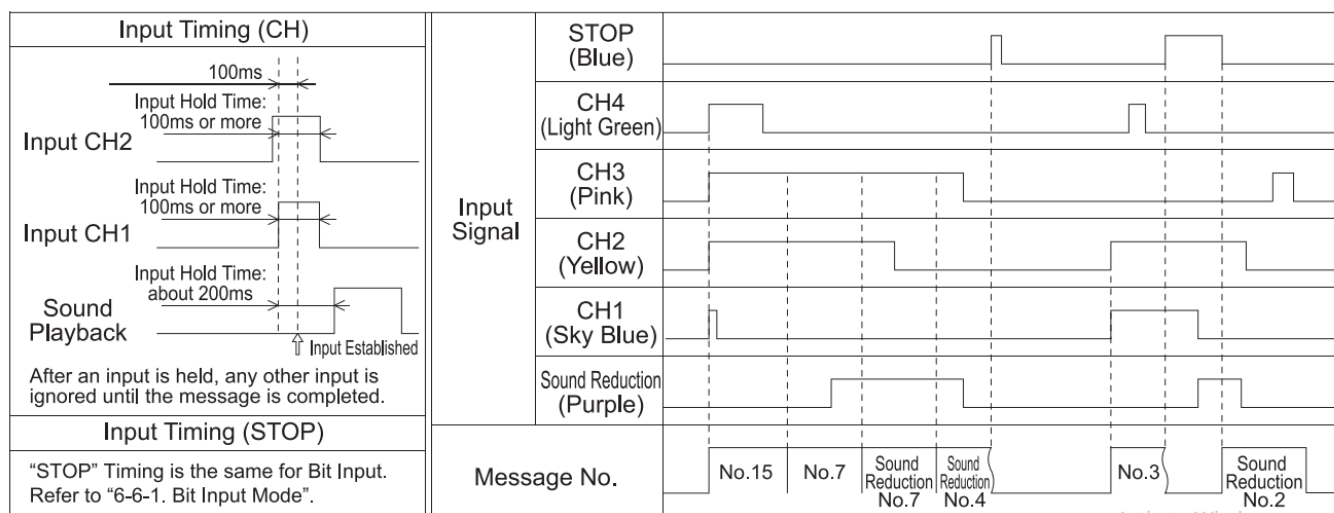 Input Timing (CH)
100ms
Input Hold Time:
100ms or more
Input CH2
Input Hold Time:
100ms or more
Input CH1
Input Hold Time:
about 200ms
Sound
Playback
Input Established
After an input is held, any other input is
ignored until the message is completed.
Input Timing (STOP)
“STOP” Timing is the same for Bit Input.
Refer to “6-6-1. Bit Input Mode”.
Input
Signal
STOP
(Blue)
CH4
(Light Green)
CH3
(Pink)
CH2
(Yellow)
CH1
(Sky Blue)
Sound Reduction
(Purple)
Message No.
No.15
No.7
Sound
Reduction
No.7
Sound
Reduction
No.4
No.3
Sound
Reduction
No.2